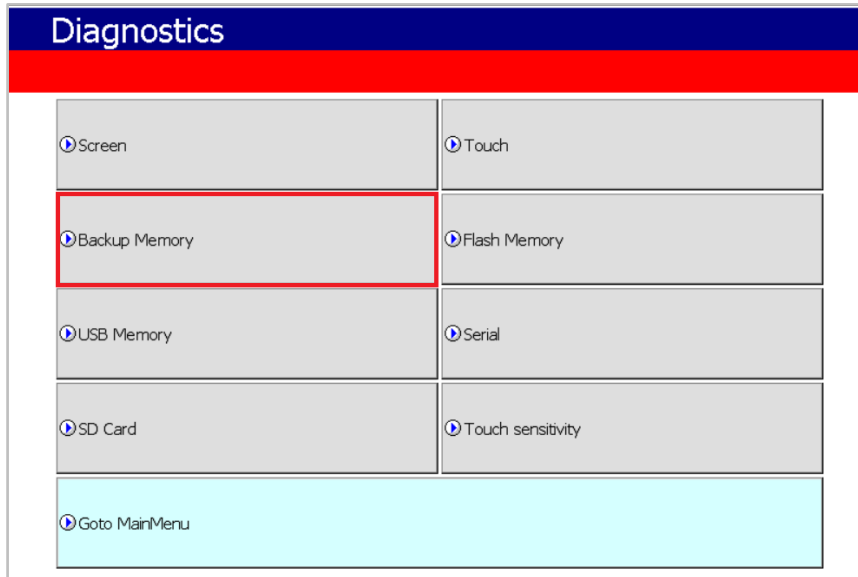 Diagnostics
Screen
Touch
Backup Memory
Flash Memory
USB Memory
Serial
SD Card
Touch sensitivity
Goto MainMenu